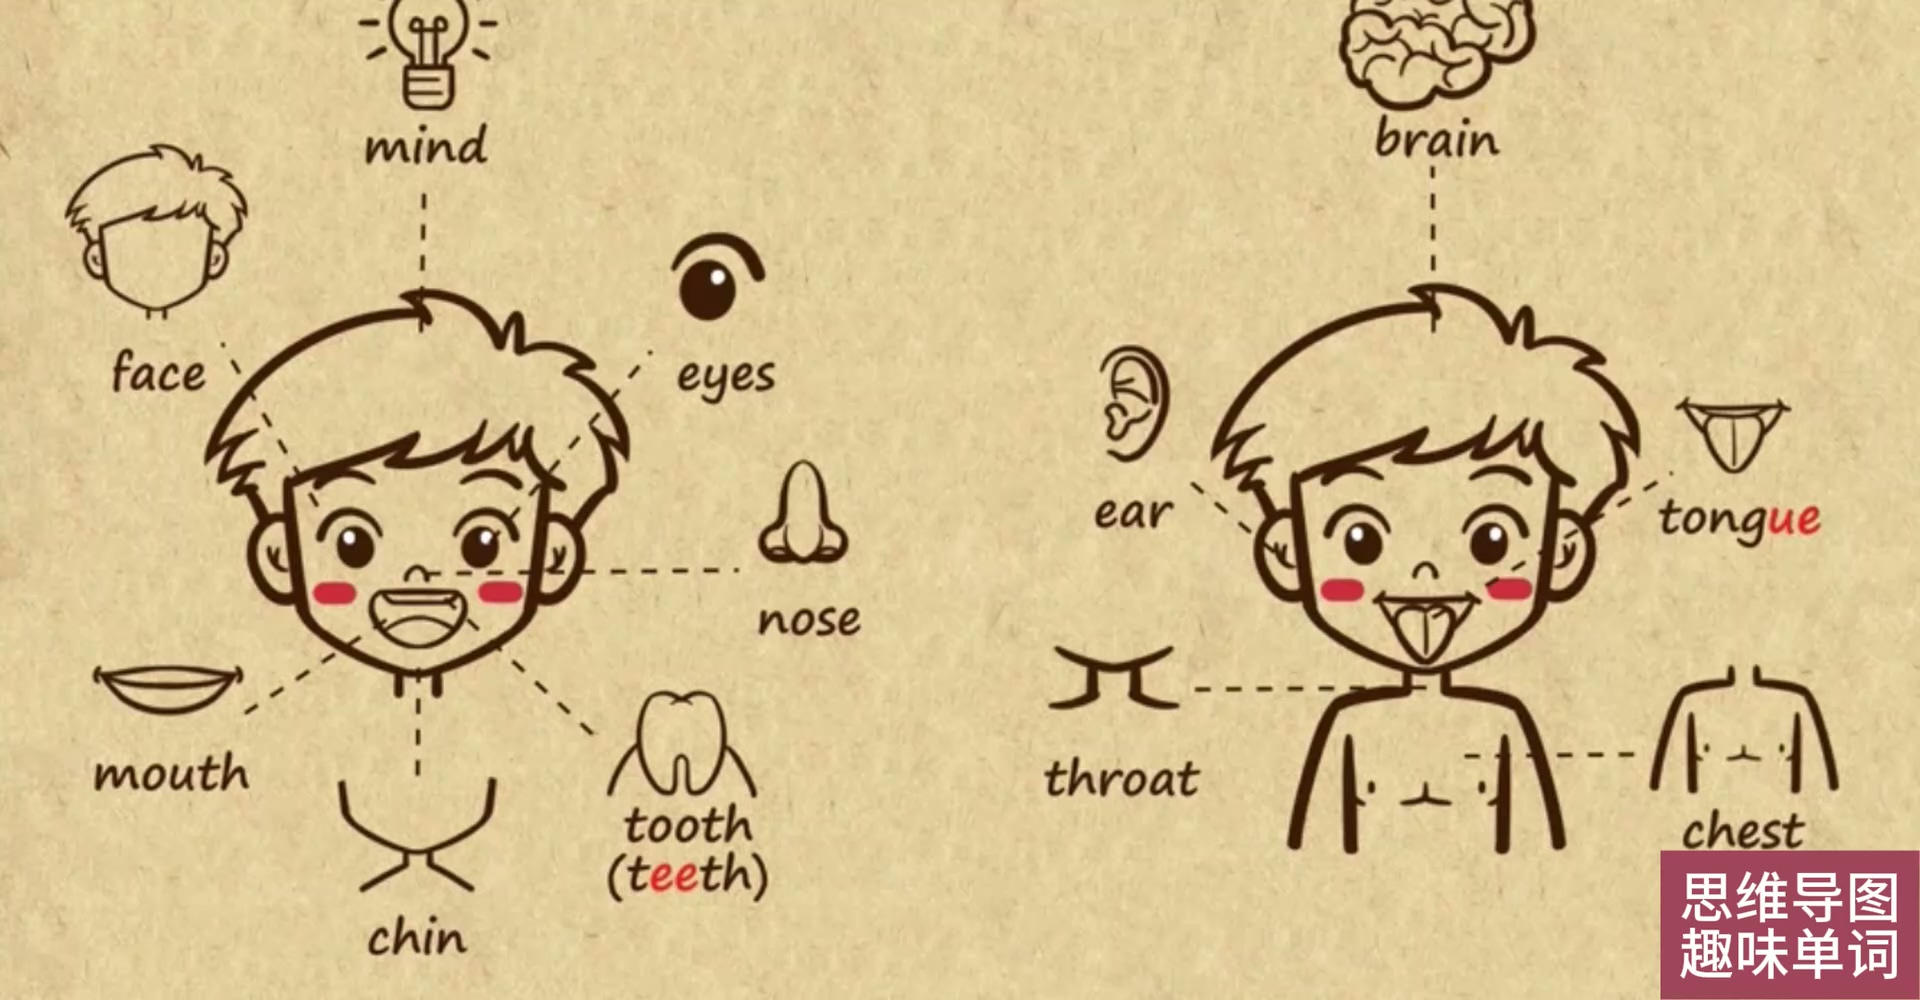 mind
face
eyes
nose
mouth
tooth
(teeth)
chin
brain
ear
tongue
throat
chest
思维导图
趣味单词